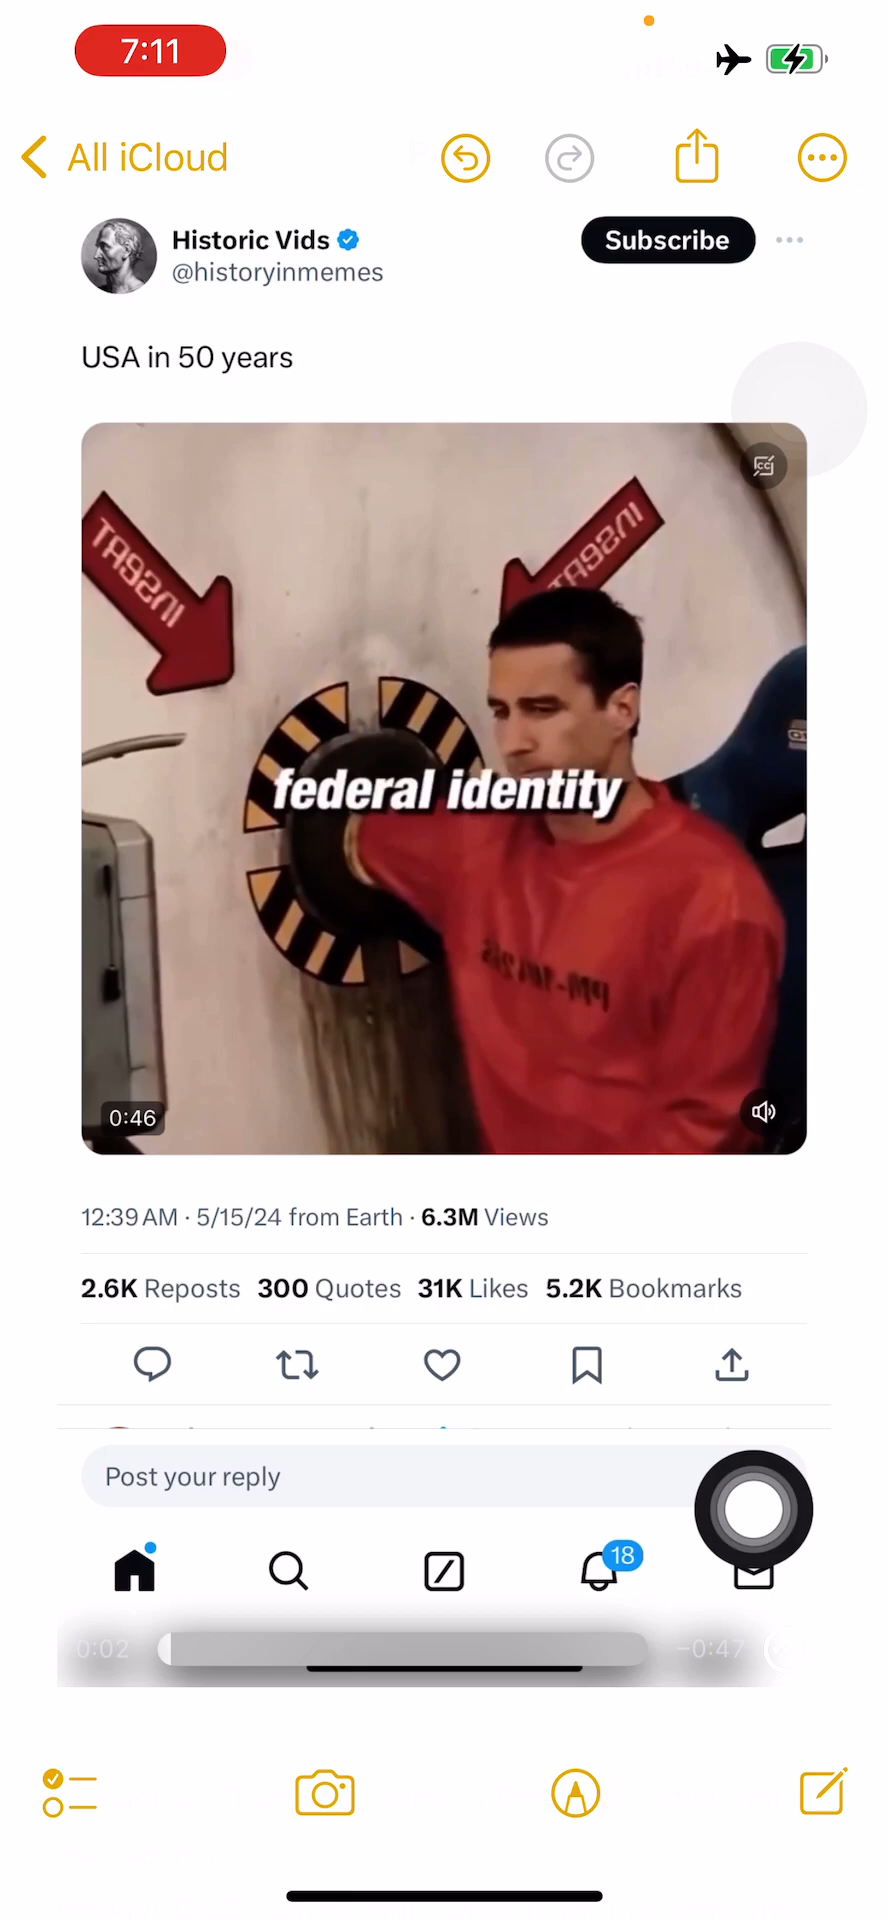 7:11
All iCloud
Historic Vids
Subscribe
@historyinmemes
USA in 50 years
INSERT
INSERT
federal identity
0:46
12:39 AM · 5/15/24 from Earth · 6.3M Views
2.6K Reposts 300 Quotes 31K Likes 5.2K Bookmarks
Post your reply
18
0:02
-0:47